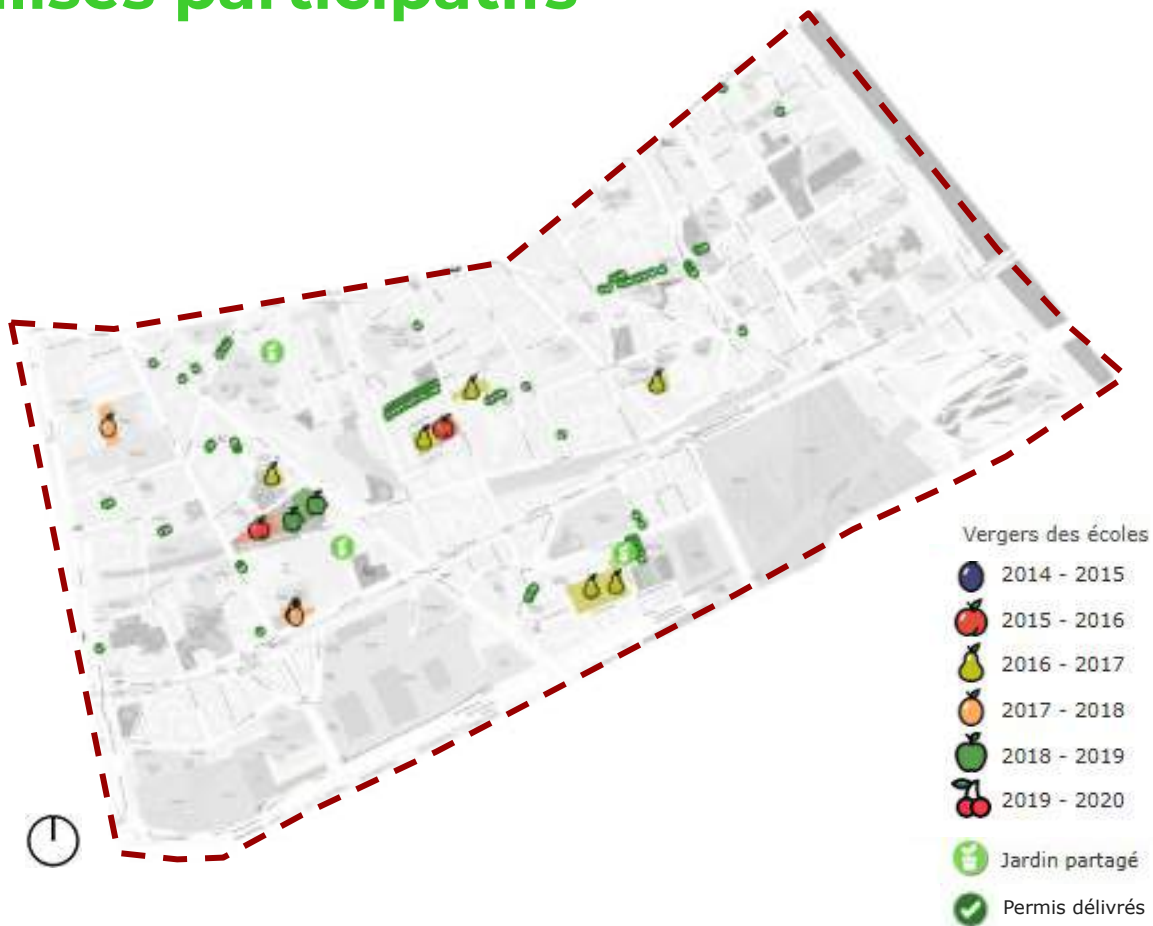 participatifs
Vergers des écoles
2014 - 2015
2015 - 2016
2016 - 2017
2017 - 2018
2018 - 2019
2019 - 2020
Jardin partagé
Permis délivrés